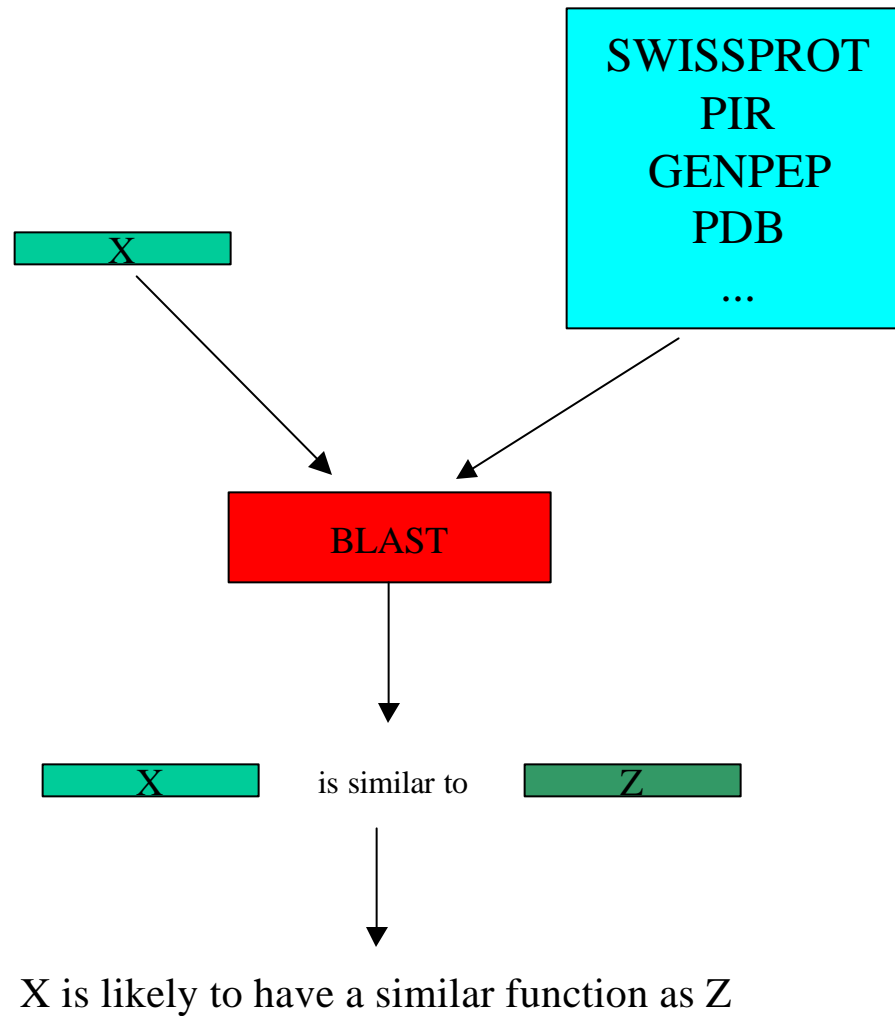 SWISSPROT
PIR
GENPEP
PDB
...
X
BLAST
X is similar to Z
X is likely to have a similar function as Z